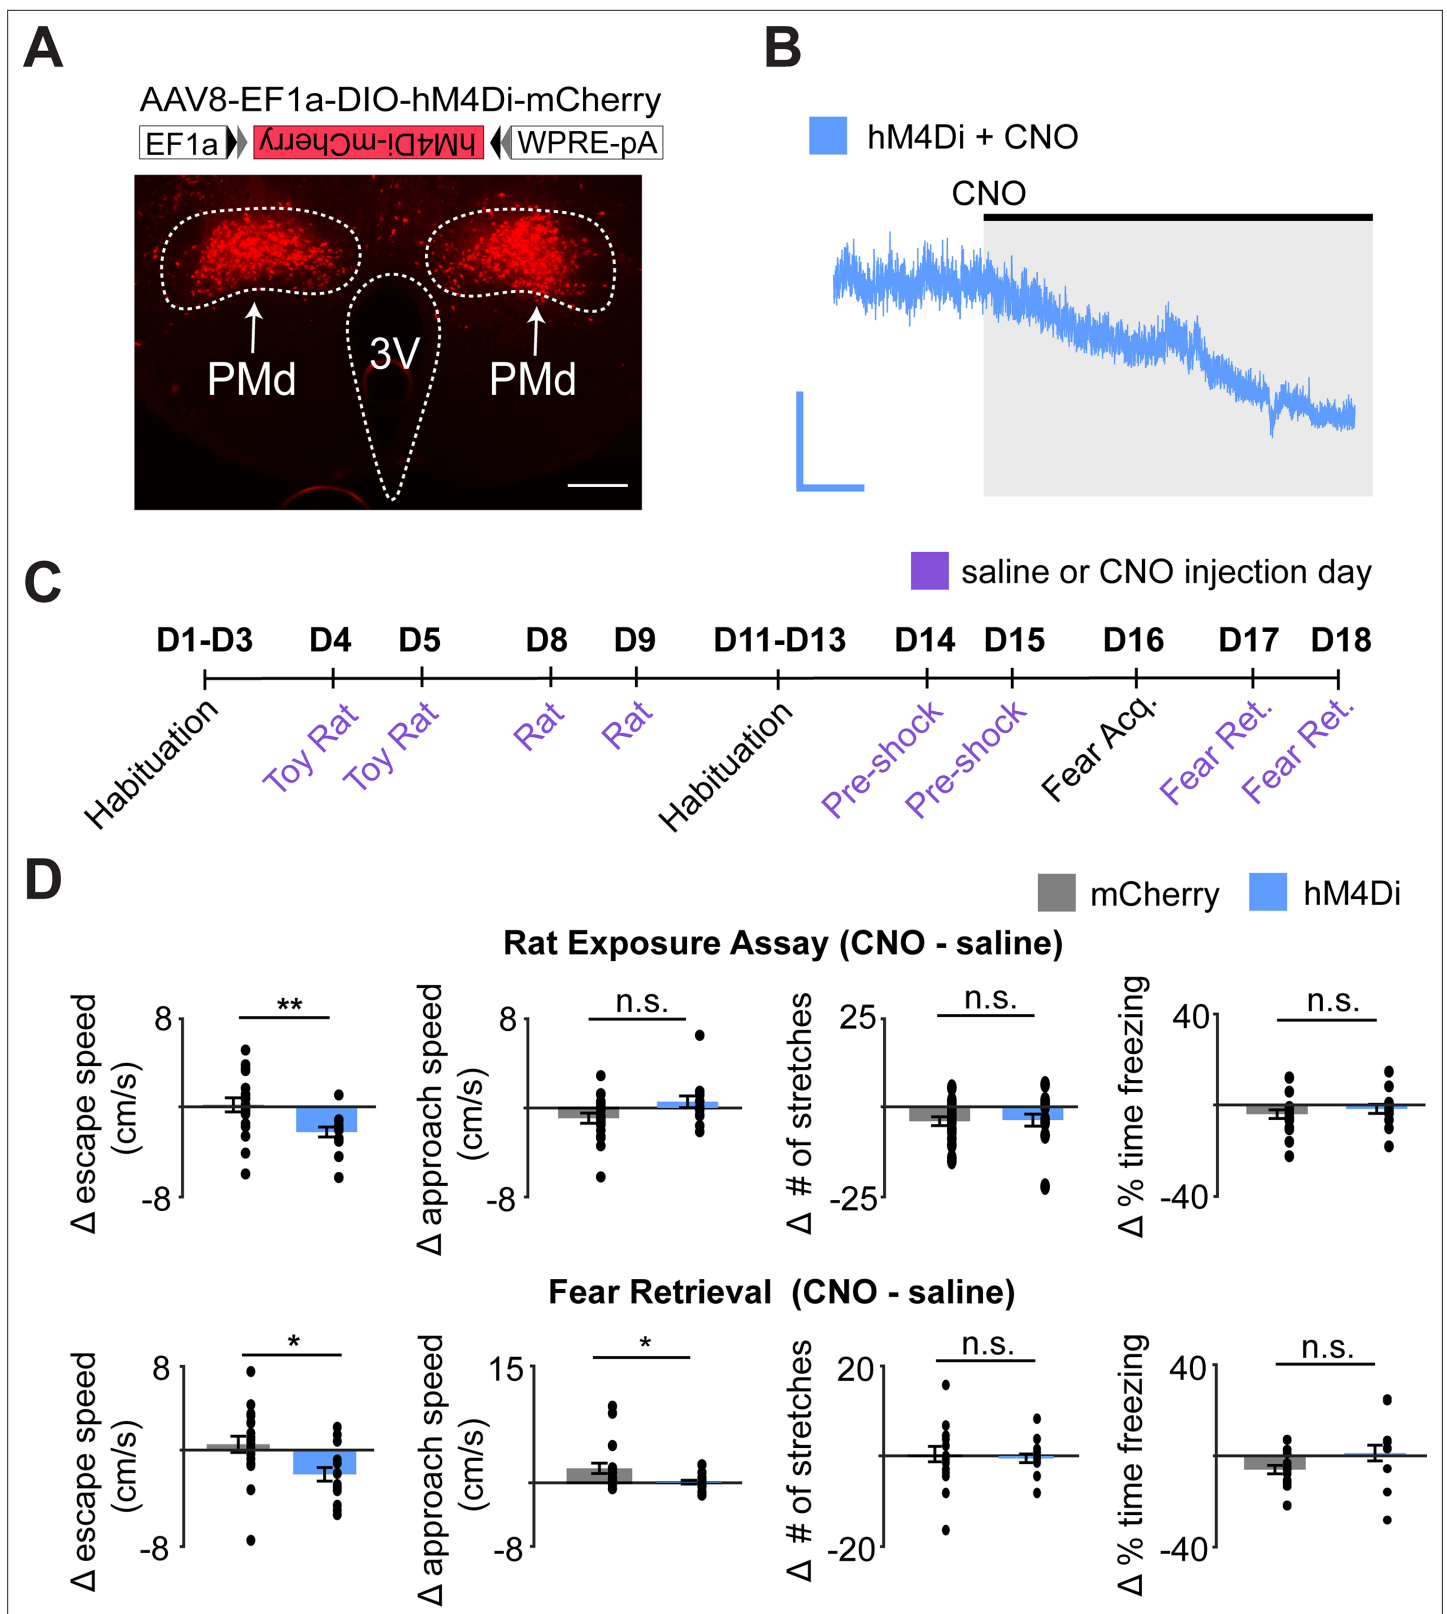 A
AAV8-EF1a-DIO-hM4Di-mCherry
EF1a hM4Di-mCherry WPRE-pA
PMd 3V PMd
B
hM4Di + CNO
CNO
C
saline or CNO injection day
D1-D3 D4 D5 D8 D9 D11-D13 D14 D15 D16 D17 D18
Habituation Toy Rat Toy Rat Rat Rat Habituation Pre-shock Pre-shock Fear Acq. Fear Ret. Fear Ret.
D
mCherry hM4Di
Rat Exposure Assay (CNO - saline)
Δ escape speed
(cm/s)
8
-8
**
Δ approach speed
(cm/s)
8
-8
n.s.
Δ # of stretches
25
-25
n.s.
Δ % time freezing
40
-40
n.s.
Fear Retrieval (CNO - saline)
Δ escape speed
(cm/s)
8
-8
*
Δ approach speed
(cm/s)
15
-8
*
Δ # of stretches
20
-20
n.s.
Δ % time freezing
40
-40
n.s.